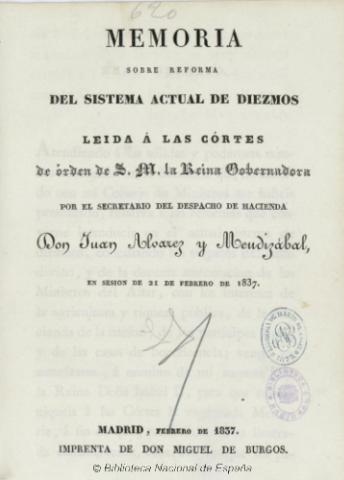 620
MEMORIA
SOBRE REFORMA
DEL SISTEMA ACTUAL DE DIEZMOS
LEIDA Á LAS CÓRTES
de órden de S. M. la Reina Gobernadora
POR EL SECRETARIO DEL DESPACHO DE HACIENDA
Don Juan Alvarez y Mendizábal,
EN SESION DE 21 DE FEBRERO DE 1837.
MADRID, FEBRERO DE 1837.
IMPRENTA DE DON MIGUEL DE BURGOS.
© Biblioteca Nacional de España